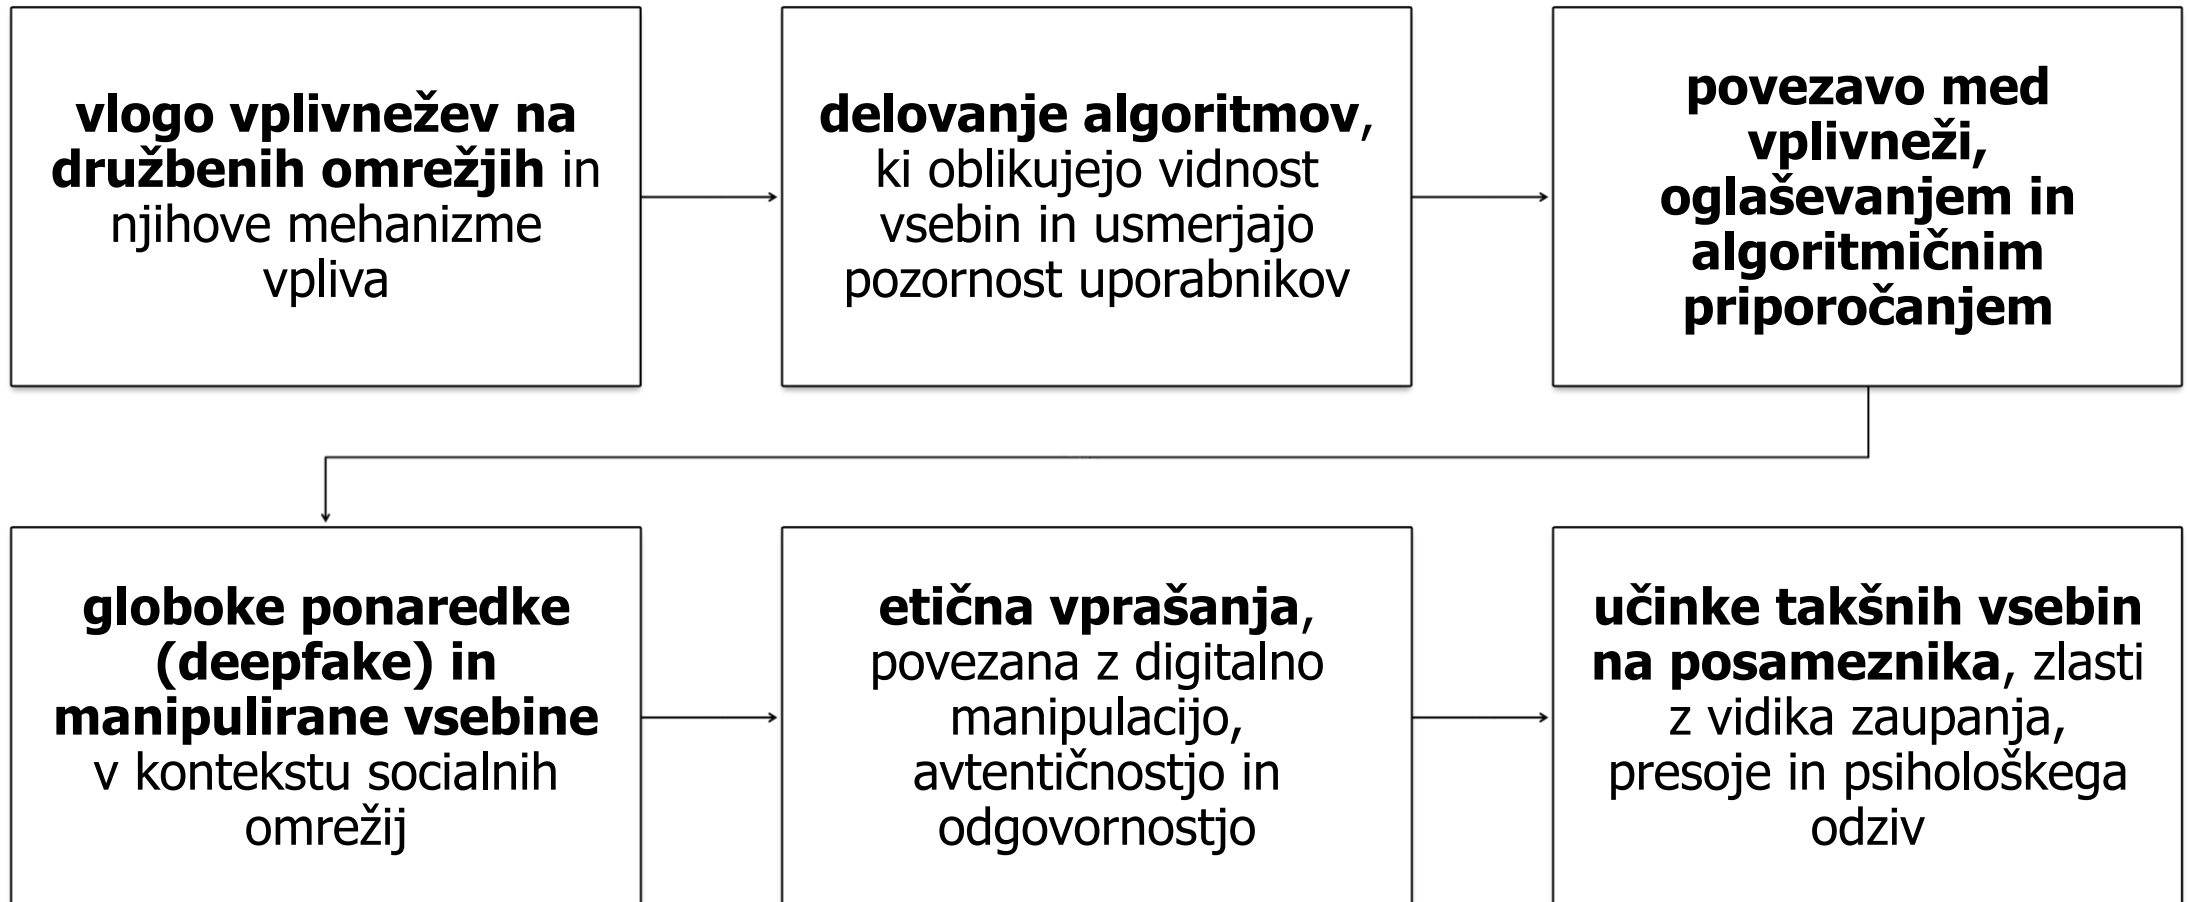 vlogo vplivnežev na
družbenih omrežjih in
njihove mehanizme
vpliva
delovanje algoritmov,
ki oblikujejo vidnost
vsebin in usmerjajo
pozornost uporabnikov
povezavo med
vplivneži,
oglaševanjem in
algoritmičnim
priporočanjem
globoke ponaredke
(deepfake) in
manipulirane vsebine
v kontekstu socialnih
omrežij
etična vprašanja,
povezana z digitalno
manipulacijo,
avtentičnostjo in
odgovornostjo
učinke takšnih vsebin
na posameznika, zlasti
z vidika zaupanja,
presoje in psihološkega
odziv